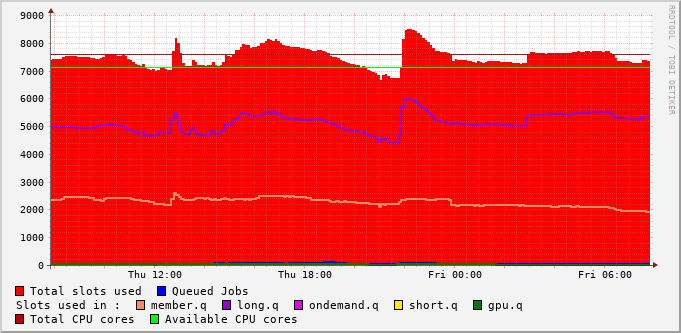 RRDTOOL / TOBI OETIKER
9000
8000
7000
6000
5000
4000
3000
2000
1000
0
Thu 12:00 Thu 18:00 Fri 00:00 Fri 06:00
Total slots used Queued Jobs
Slots used in : member.q long.q ondemand.q short.q gpu.q
Total CPU cores Available CPU cores